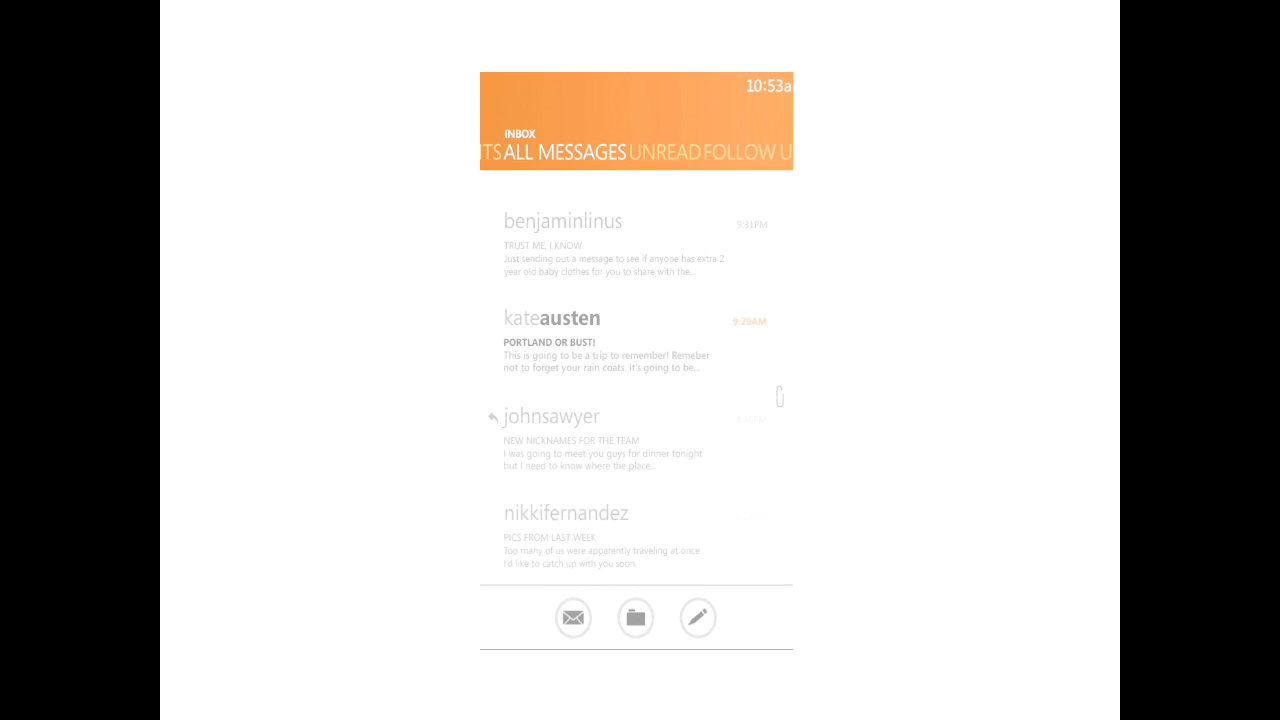 10:53a
INBOX
ITS ALL MESSAGES UNREAD FOLLOW U
benjaminlinus 9:31PM
TRUST ME, I KNOW
Just sending out a message to see if anyone has extra 2
year old baby clothes for you to share with the...
kateausten 9:29AM
PORTLAND OR BUST!
This is going to be a trip to remember! Remeber
not to forget your rain coats. it's going to be...
johnsawyer
NEW NICKNAMES FOR THE TEAM
I was going to meet you guys for dinner tonight
but I need to know where the place...
nikkifernandez
PICS FROM LAST WEEK
Too many of us were apparently traveling at once.
I'd like to catch up with you soon.